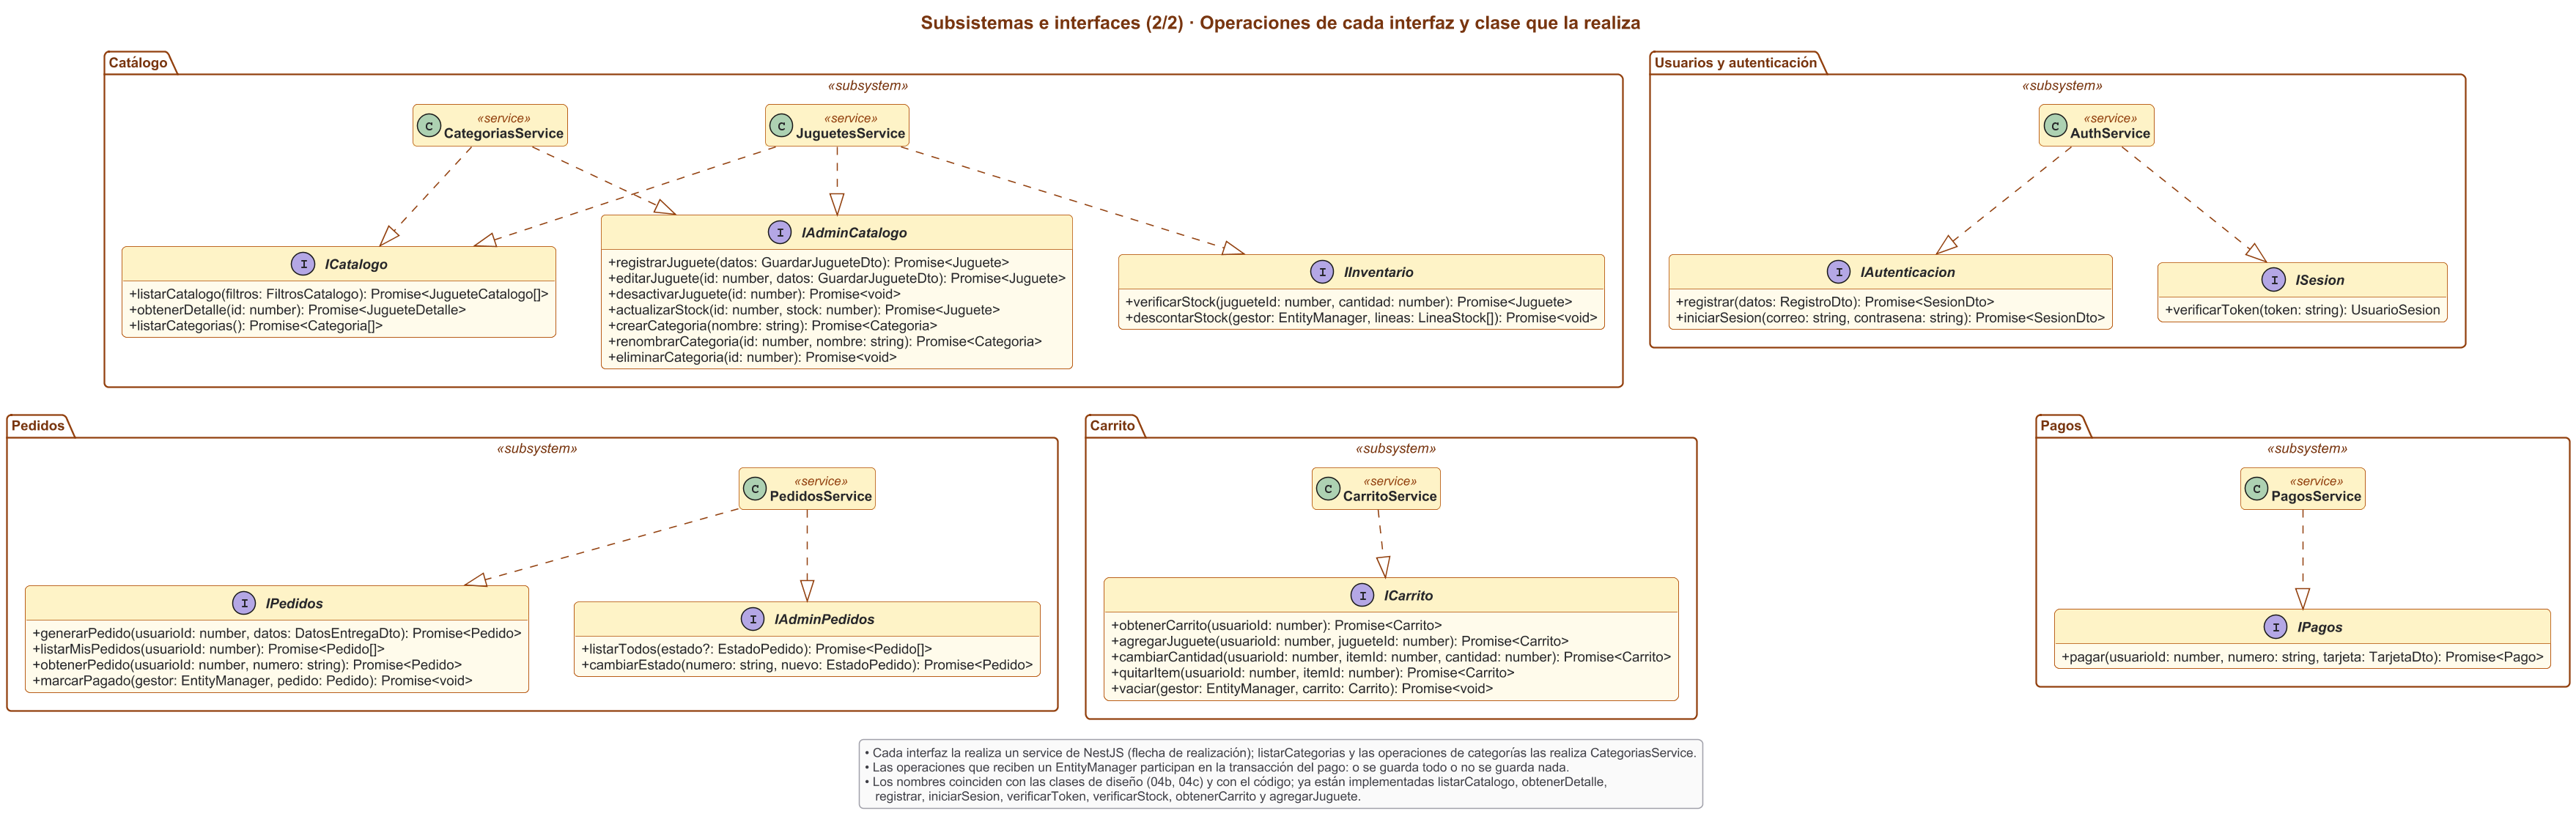 Subsistemas e interfaces (2/2) · Operaciones de cada interfaz y clase que la realiza
Catálogo
«subsystem»
«service»
CategoriasService
«service»
JuguetesService
ICatalogo
+listarCatalogo(filtros: FiltrosCatalogo): Promise<JugueteCatalogo[]>
+obtenerDetalle(id: number): Promise<JugueteDetalle>
+listarCategorias(): Promise<Categoria[]>
IAdminCatalogo
+registrarJuguete(datos: GuardarJugueteDto): Promise<Juguete>
+editarJuguete(id: number, datos: GuardarJugueteDto): Promise<Juguete>
+desactivarJuguete(id: number): Promise<void>
+actualizarStock(id: number, stock: number): Promise<Juguete>
+crearCategoria(nombre: string): Promise<Categoria>
+renombrarCategoria(id: number, nombre: string): Promise<Categoria>
+eliminarCategoria(id: number): Promise<void>
IInventario
+verificarStock(jugueteId: number, cantidad: number): Promise<Juguete>
+descontarStock(gestor: EntityManager, lineas: LineaStock[]): Promise<void>
Usuarios y autenticación
«subsystem»
«service»
AuthService
IAutenticacion
+registrar(datos: RegistroDto): Promise<SesionDto>
+iniciarSesion(correo: string, contrasena: string): Promise<SesionDto>
ISesion
+verificarToken(token: string): UsuarioSesion
Pedidos
«subsystem»
«service»
PedidosService
IPedidos
+generarPedido(usuarioId: number, datos: DatosEntregaDto): Promise<Pedido>
+listarMisPedidos(usuarioId: number): Promise<Pedido[]>
+obtenerPedido(usuarioId: number, numero: string): Promise<Pedido>
+marcarPagado(gestor: EntityManager, pedido: Pedido): Promise<void>
IAdminPedidos
+listarTodos(estado?: EstadoPedido): Promise<Pedido[]>
+cambiarEstado(numero: string, nuevo: EstadoPedido): Promise<Pedido>
Carrito
«subsystem»
«service»
CarritoService
ICarrito
+obtenerCarrito(usuarioId: number): Promise<Carrito>
+agregarJuguete(usuarioId: number, jugueteId: number): Promise<Carrito>
+cambiarCantidad(usuarioId: number, itemId: number, cantidad: number): Promise<Carrito>
+quitarItem(usuarioId: number, itemId: number): Promise<Carrito>
+vaciar(gestor: EntityManager, carrito: Carrito): Promise<void>
Pagos
«subsystem»
«service»
PagosService
IPagos
+pagar(usuarioId: number, numero: string, tarjeta: TarjetaDto): Promise<Pago>
• Cada interfaz la realiza un service de NestJS (flecha de realización); listarCategorias y las operaciones de categorías las realiza CategoriasService.
• Las operaciones que reciben un EntityManager participan en la transacción del pago: o se guarda todo o no se guarda nada.
• Los nombres coinciden con las clases de diseño (04b, 04c) y con el código; ya están implementadas listarCatalogo, obtenerDetalle,
registrar, iniciarSesion, verificarToken, verificarStock, obtenerCarrito y agregarJuguete.